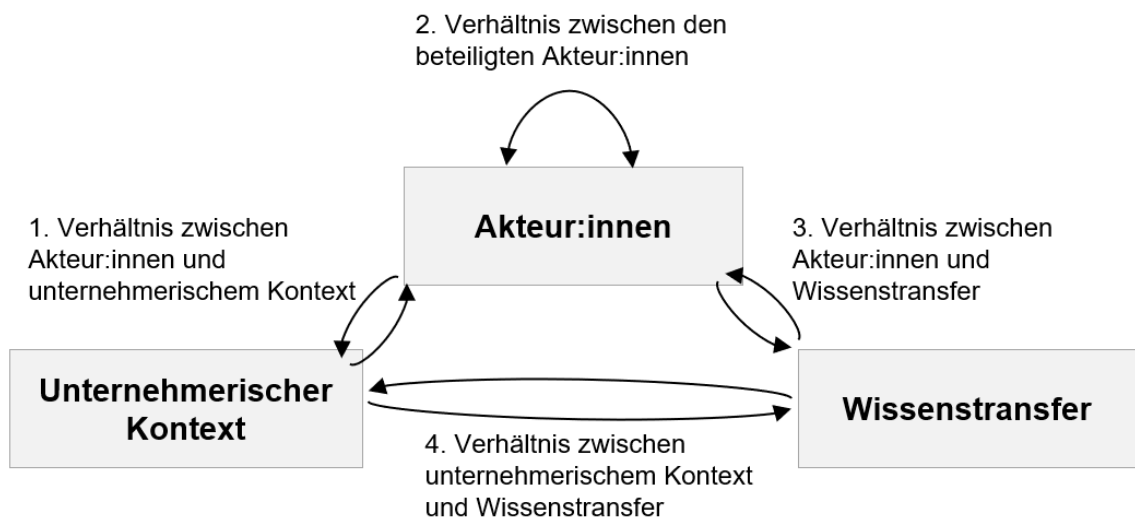 2. Verhältnis zwischen den
beteiligten Akteur:innen
Akteur:innen
1. Verhältnis zwischen
Akteur:innen und
unternehmerischem Kontext
3. Verhältnis zwischen
Akteur:innen und
Wissenstransfer
Unternehmerischer
Kontext
Wissenstransfer
4. Verhältnis zwischen
unternehmerischem Kontext
und Wissenstransfer